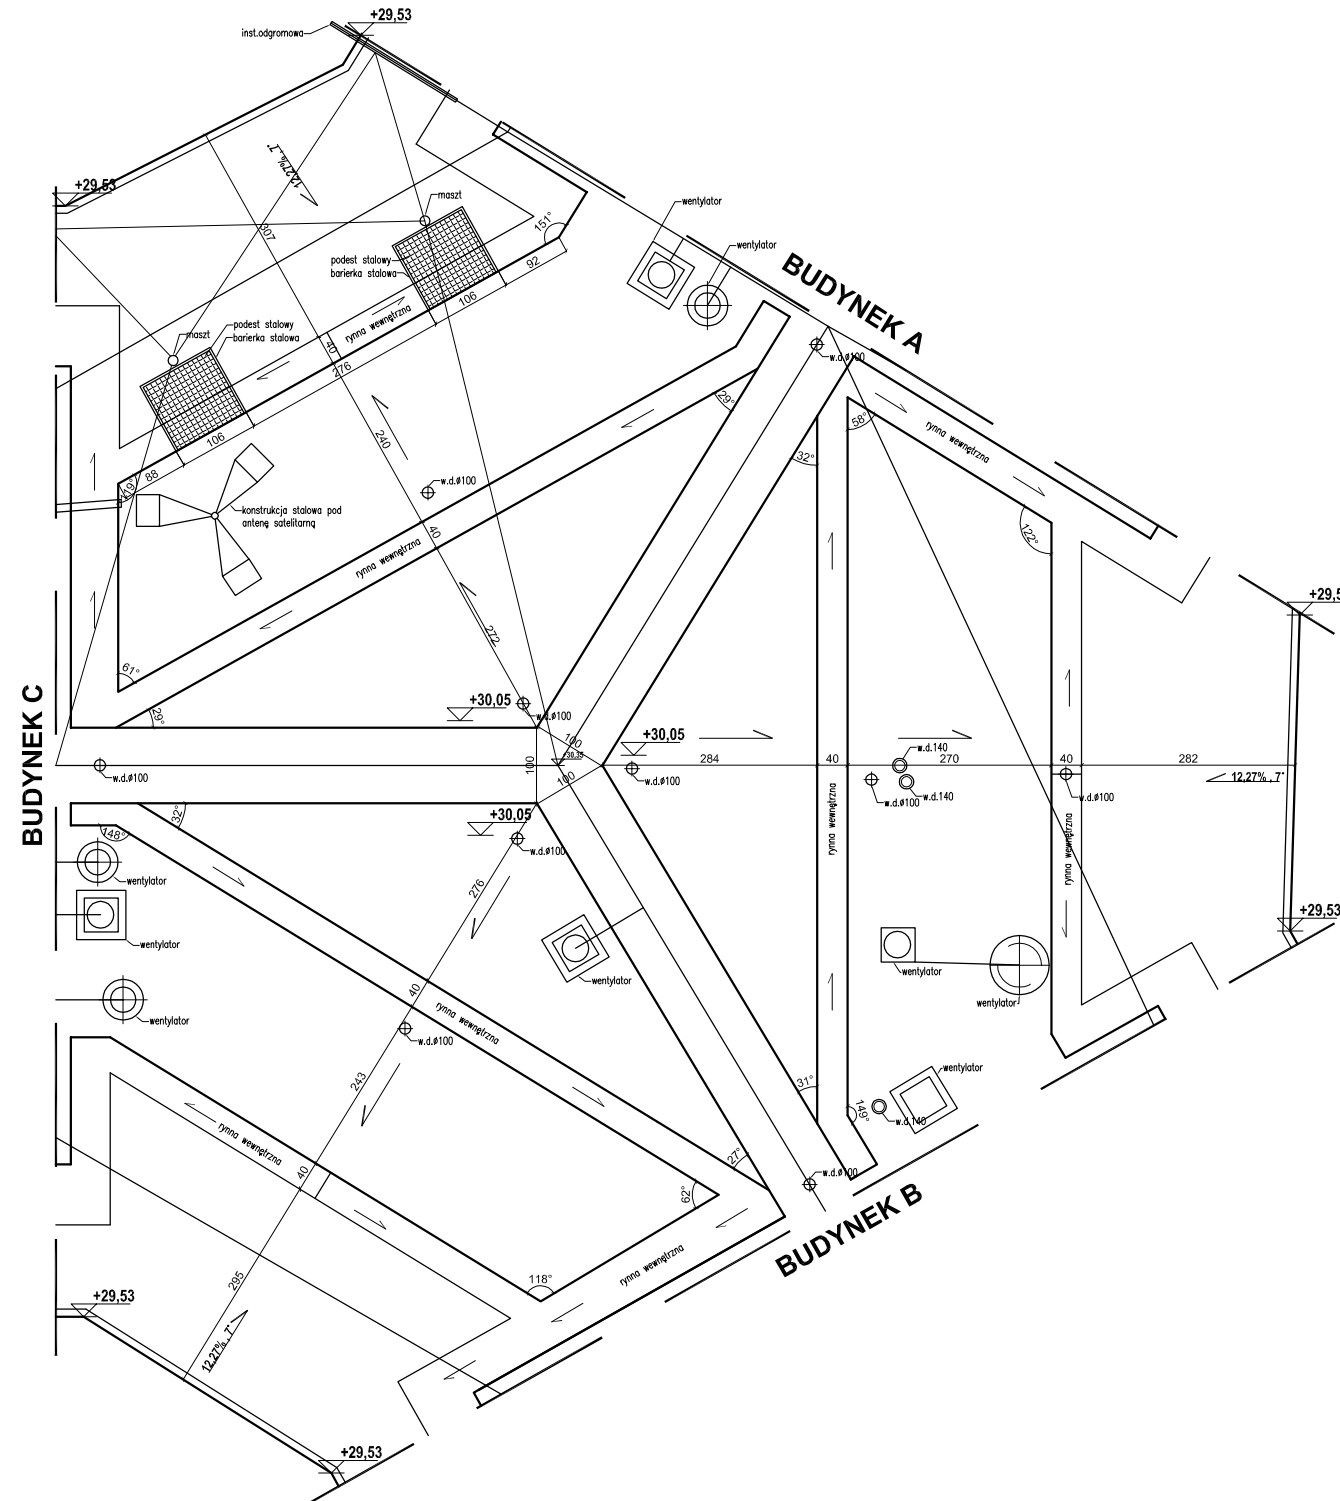 +29,53
inst.odgromowa
12,27% , 7°
+29,53
maszt
wentylator
151°
307
wentylator
podest stalowy
barierka stalowa
BUDYNEK A
92
106
rynna wewnętrzna
maszt
podest stalowy
barierka stalowa
40
276
w.d.ø100
29°
58°
rynna wewnętrzna
240
106
32°
88
119°
w.d.ø100
konstrukcja stalowa pod
antenę satelitarną
40
122°
rynna wewnętrzna
+29,5
272
61°
29°
+30,05
w.d.ø100
BUDYNEK C
100
+30,05
+30,35
100
100
w.d.140
284
40
270
40
282
w.d.ø100
w.d.ø100
12,27% , 7°
w.d.ø100
w.d.140
w.d.ø100
32°
+30,05
148°
rynna wewnętrzna
rynna wewnętrzna
w.d.ø100
wentylator
276
+29,53
wentylator
wentylator
wentylator
40
rynna wewnętrzna
wentylator
wentylator
w.d.ø100
243
31°
wentylator
149°
w.d.140
rynna wewnętrzna
40
27°
w.d.ø100
62°
BUDYNEK B
rynna wewnętrzna
118°
295
+29,53
12,27% , 7°
+29,53